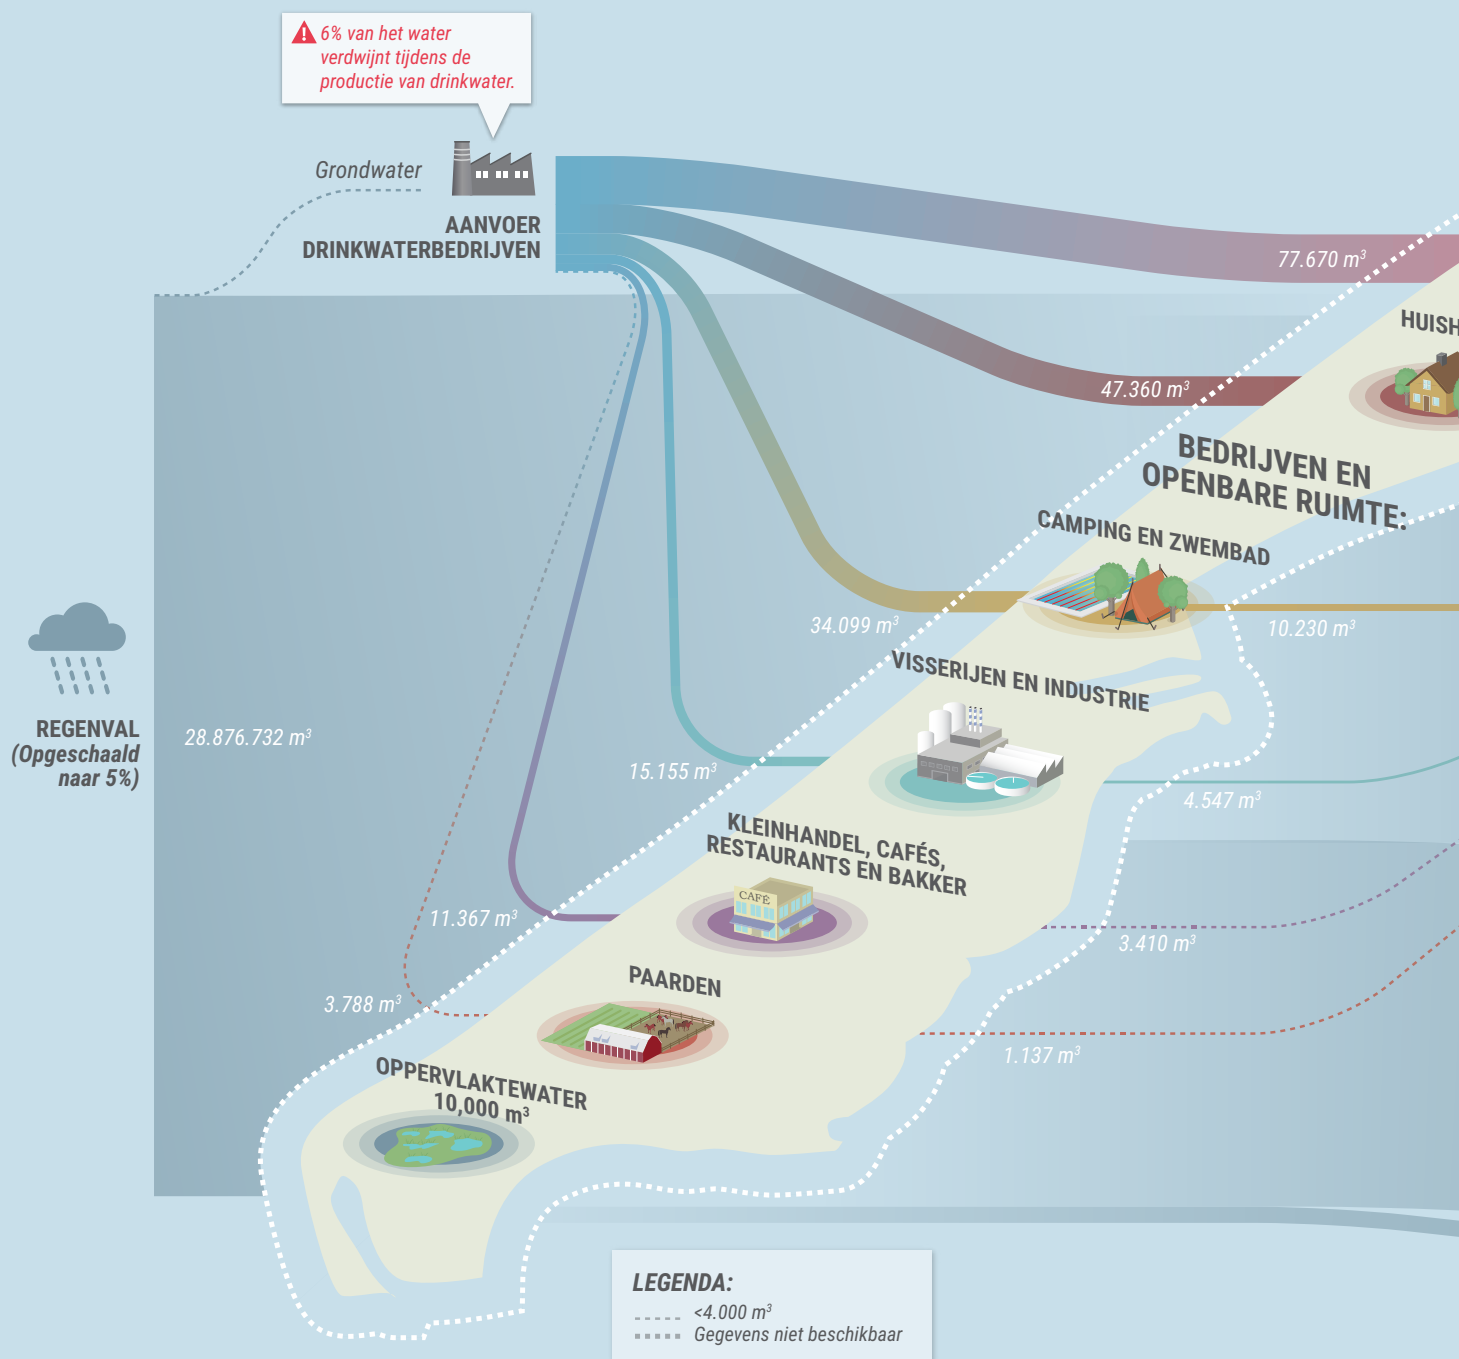 6% van het water
verdwijnt tijdens de
productie van drinkwater.
Grondwater
AANVOER
DRINKWATERBEDRIJVEN
77.670 m³
HUISH
47.360 m³
BEDRIJVEN EN
OPENBARE RUIMTE:
CAMPING EN ZWEMBAD
34.099 m³
10.230 m³
VISSERIJEN EN INDUSTRIE
REGENVAL
(Opgeschaald
naar 5%)
28.876.732 m³
15.155 m³
4.547 m³
KLEINHANDEL, CAFÉS,
RESTAURANTS EN BAKKER
CAFÉ
11.367 m³
3.410 m³
PAARDEN
3.788 m³
1.137 m³
OPPERVLAKTEWATER
10,000 m³
LEGENDA:
<4.000 m³
Gegevens niet beschikbaar